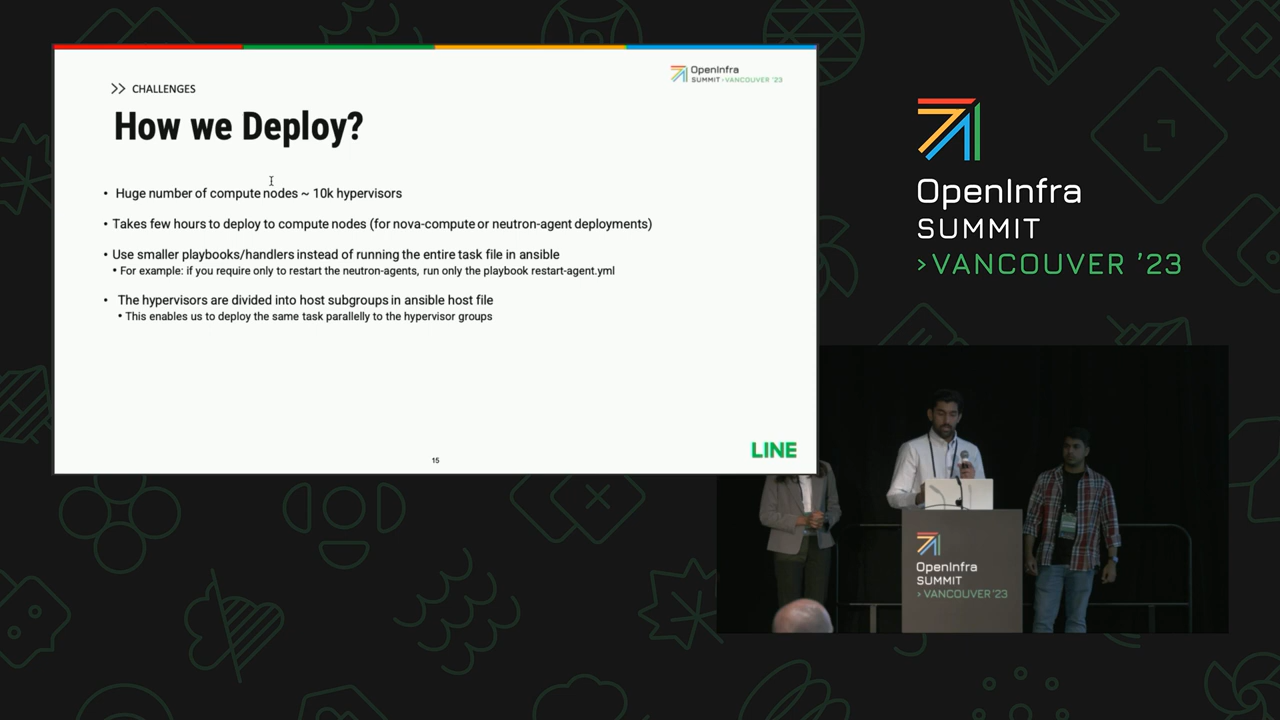 CHALLENGES
How we Deploy?
OpenInfra
SUMMIT >VANCOUVER '23
• Huge number of compute nodes ~ 10k hypervisors
• Takes few hours to deploy to compute nodes (for nova-compute or neutron-agent deployments)
• Use smaller playbooks/handlers instead of running the entire task file in ansible
• For example: if you require only to restart the neutron-agents, run only the playbook restart-agent.yml
• The hypervisors are divided into host subgroups in ansible host file
• This enables us to deploy the same task parallelly to the hypervisor groups
LINE
15
OpenInfra
SUMMIT
>VANCOUVER '23
OpenInfra
SUMMIT
>VANCOUVER '23